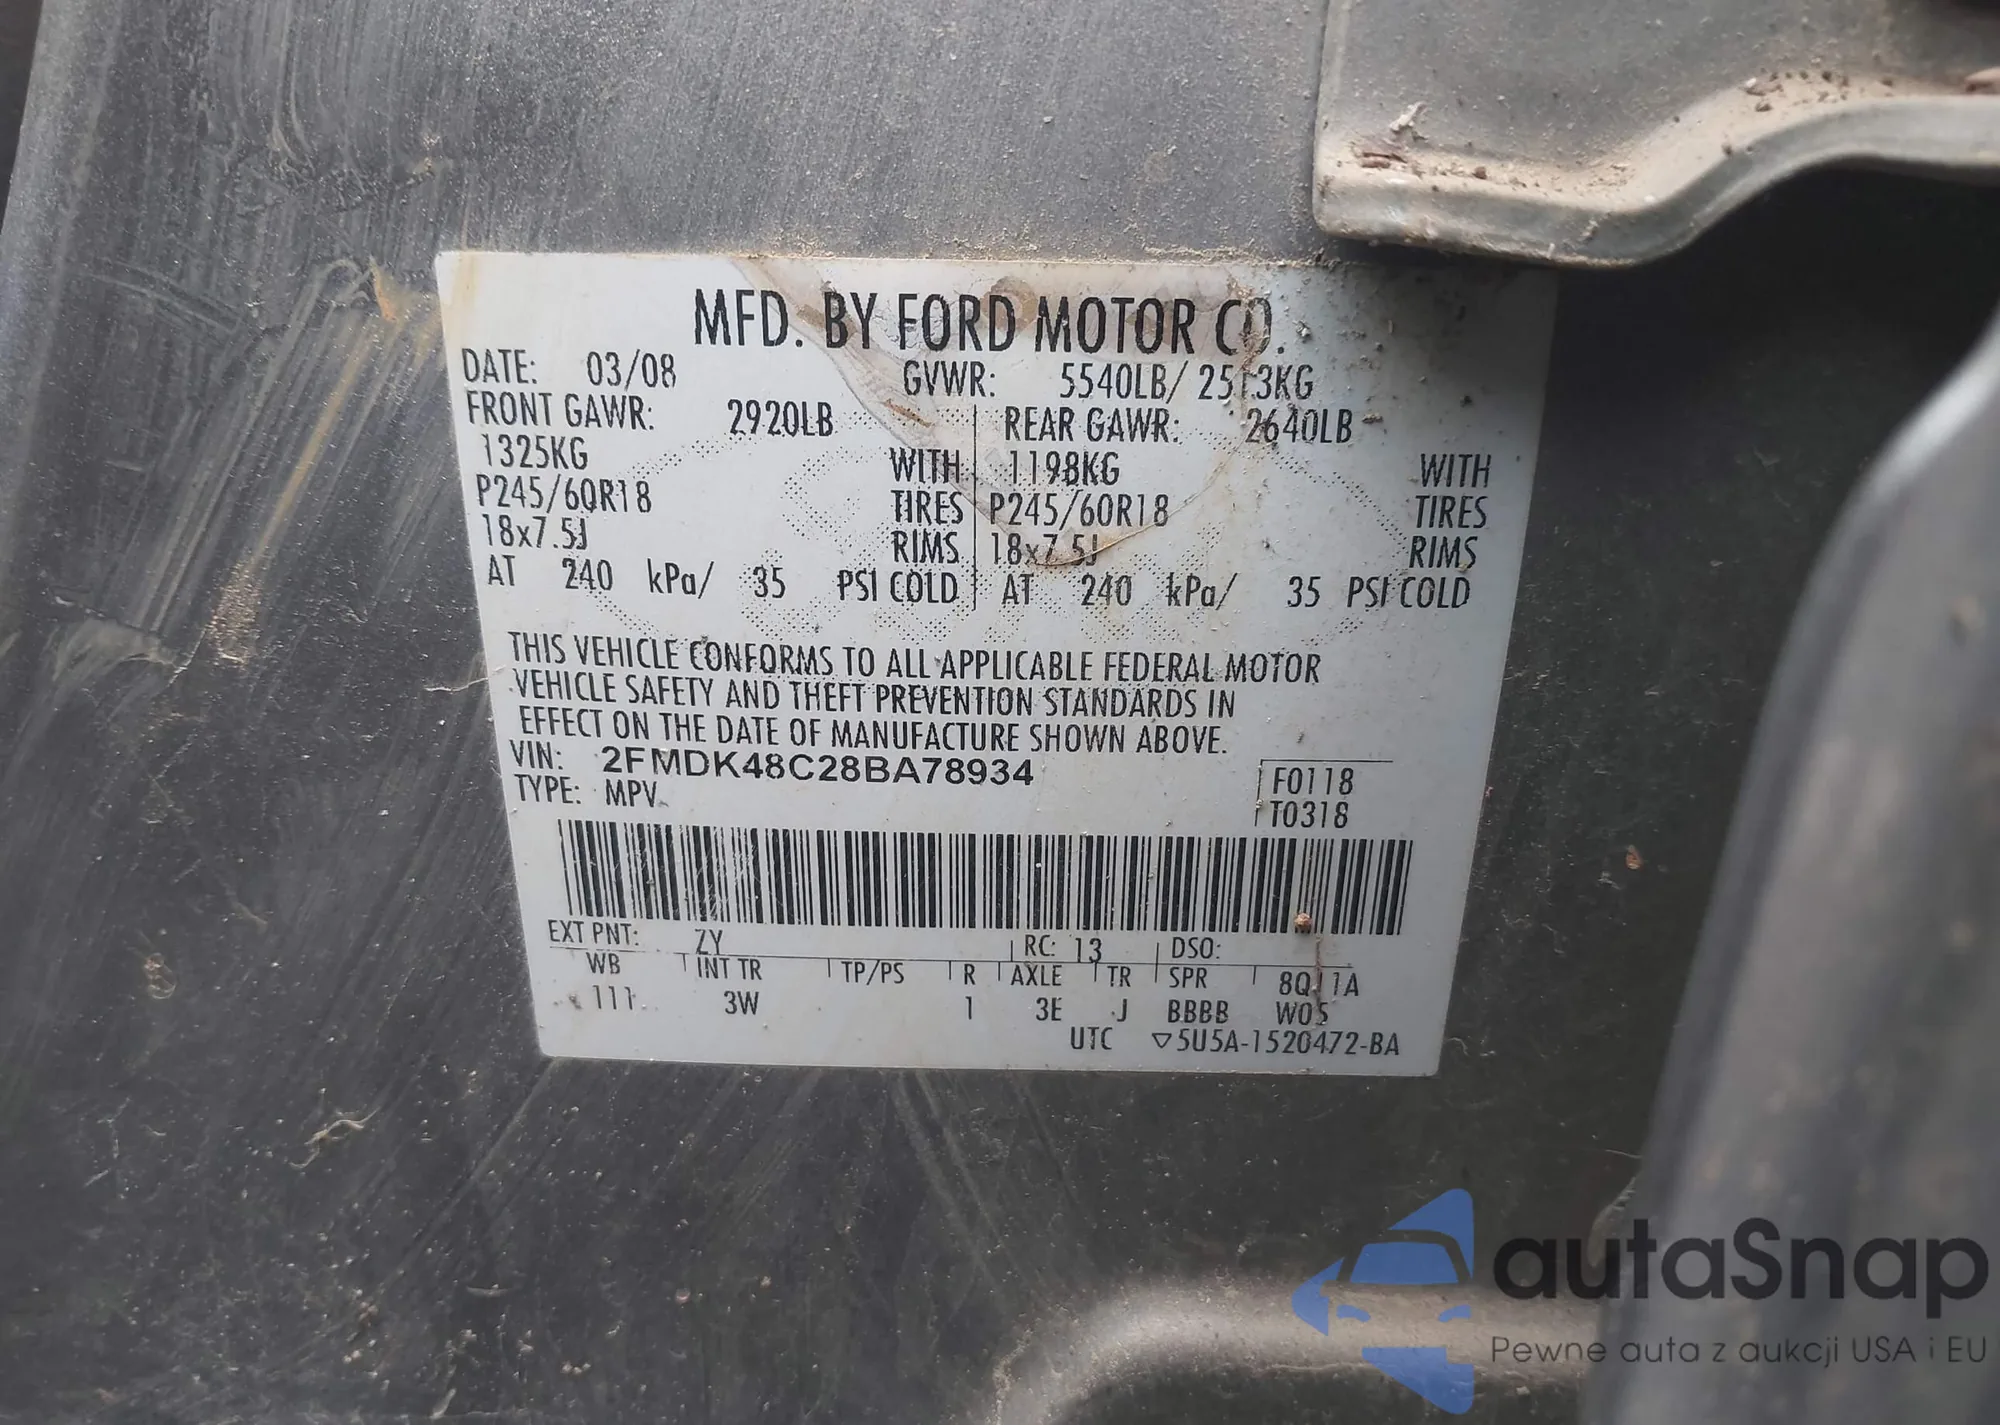 MFD. BY FORD MOTOR CO.
DATE: 03/08 GVWR: 5540LB/ 2513KG
FRONT GAWR: 2920LB REAR GAWR: 2640LB
1325KG WITH 1198KG WITH
P245/60R18 TIRES P245/60R18 TIRES
18x7.5J RIMS 18x7.5J RIMS
AT 240 kPa/ 35 PSI COLD AT 240 kPa/ 35 PSI COLD
THIS VEHICLE CONFORMS TO ALL APPLICABLE FEDERAL MOTOR
VEHICLE SAFETY AND THEFT PREVENTION STANDARDS IN
EFFECT ON THE DATE OF MANUFACTURE SHOWN ABOVE.
VIN: 2FMDK48C28BA78934
TYPE: MPV
F0118
T0318
EXT PNT: ZY RC: 13 DSO:
WB INT TR TP/PS R AXLE TR SPR
111 3W 1 3E J BBBB W05
UTC ▽5U5A-1520472-BA
autaSnap
Pewne auta z aukcji USA i EU